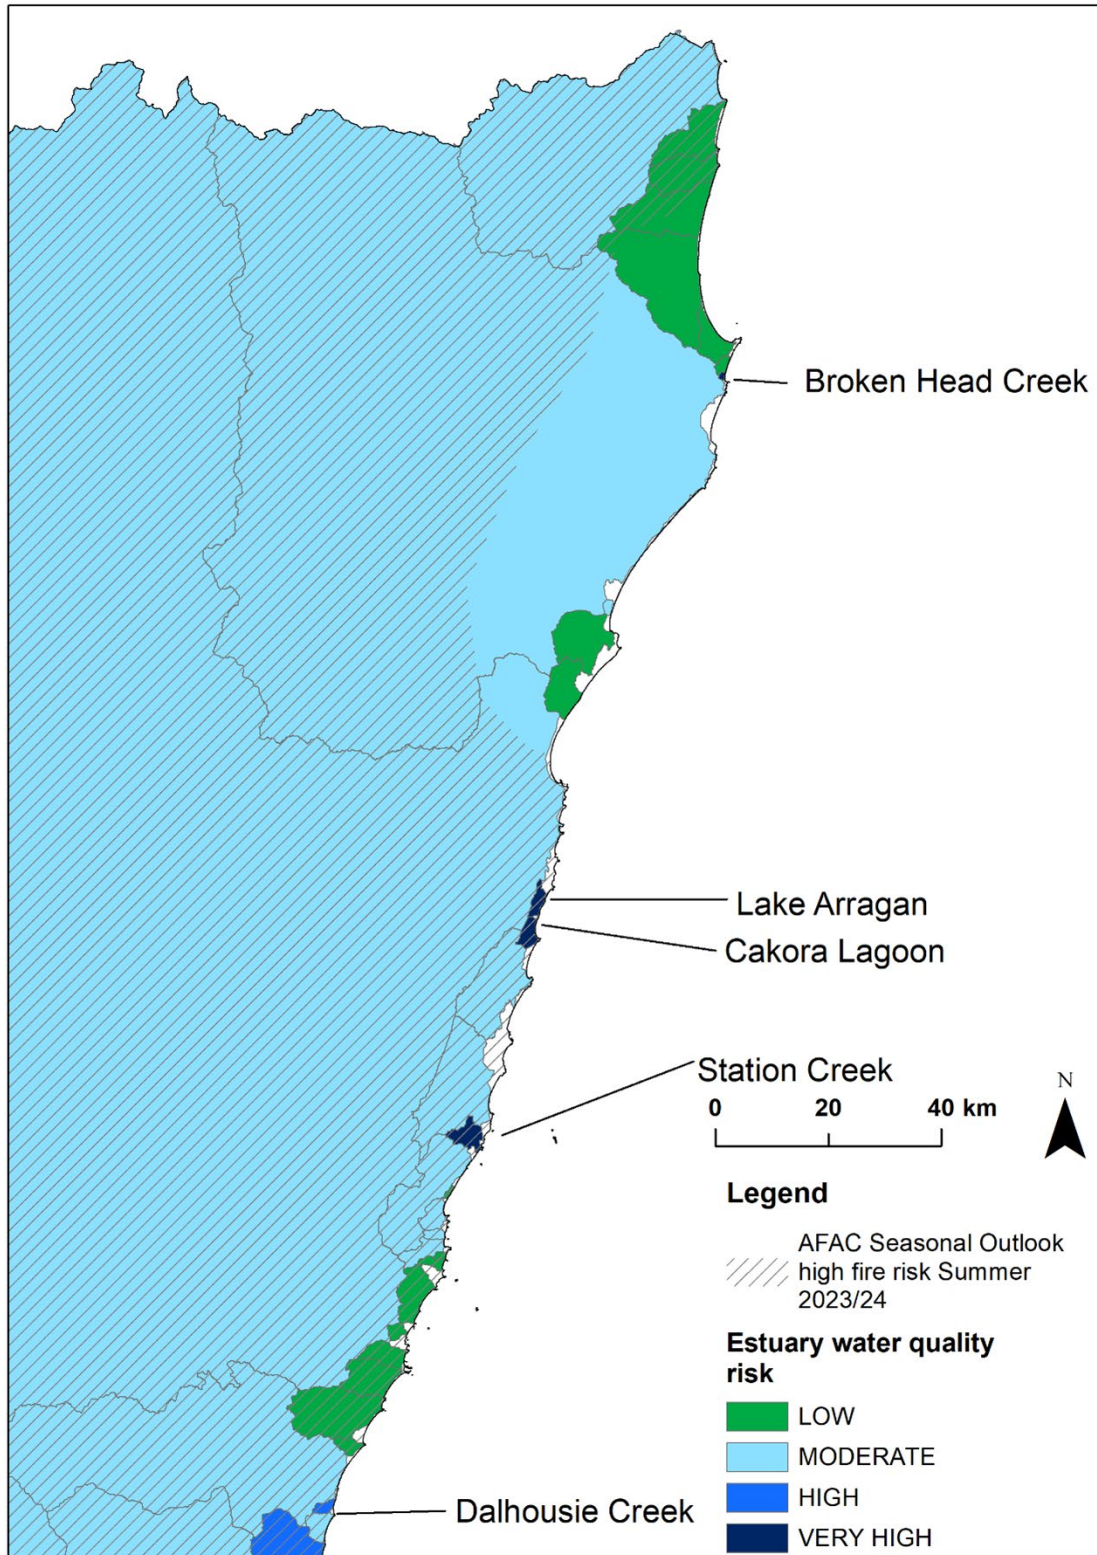 Broken Head Creek
Lake Arragan
Cakora Lagoon
Station Creek
N
0 20 40 km
Legend
AFAC Seasonal Outlook
high fire risk Summer
2023/24
Estuary water quality
risk
LOW
MODERATE
HIGH
VERY HIGH
Dalhousie Creek